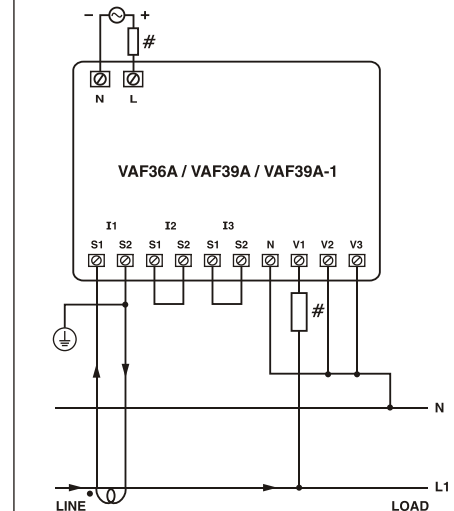 − +
#
N L
VAF36A / VAF39A / VAF39A-1
I1 I2 I3
S1 S2 S1 S2 S1 S2 N V1 V2 V3
#
N
L1
LINE LOAD